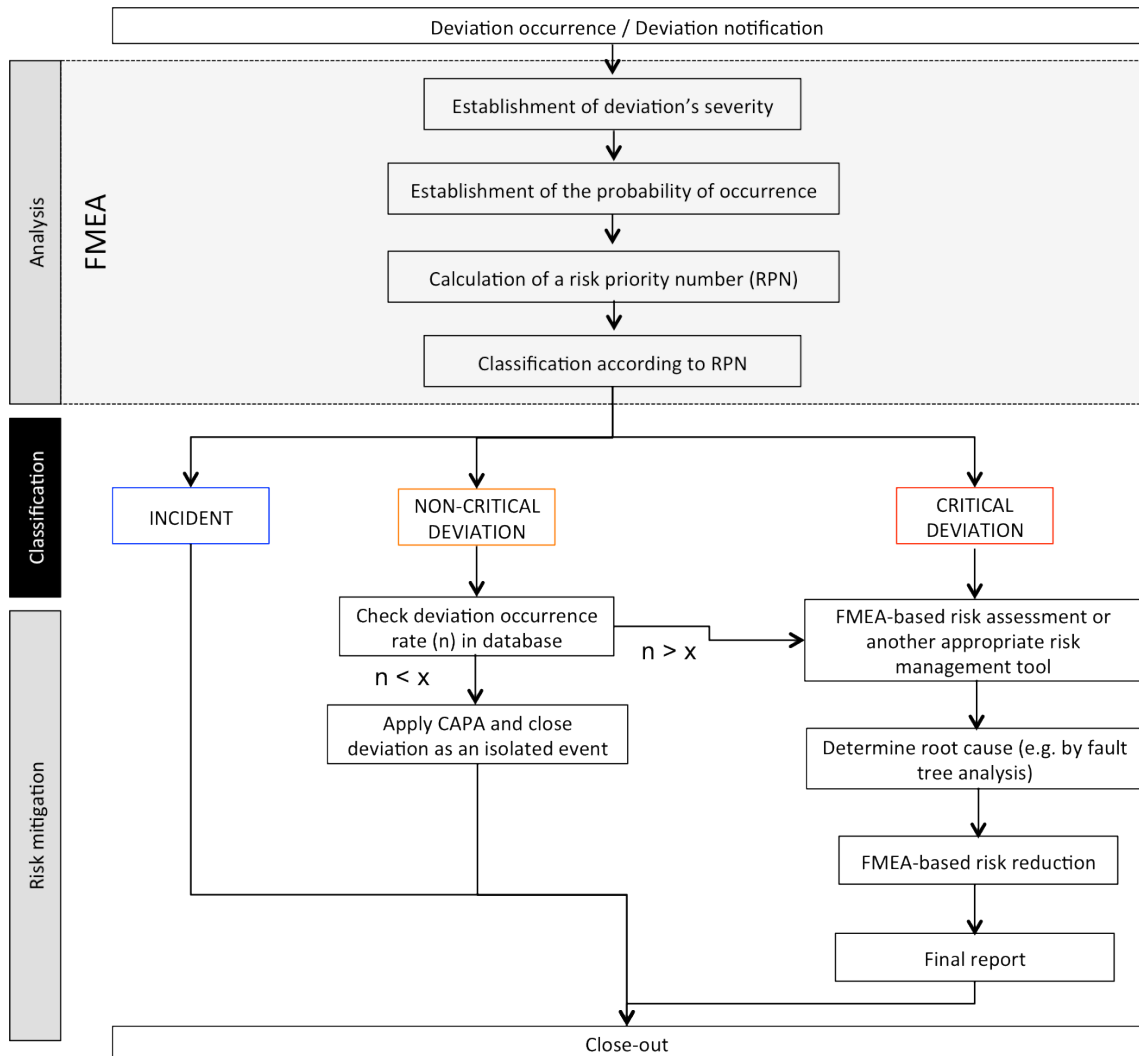 Deviation occurrence / Deviation notification
Analysis
FMEA
Establishment of deviation’s severity
Establishment of the probability of occurrence
Calculation of a risk priority number (RPN)
Classification according to RPN
Classification
INCIDENT
NON-CRITICAL
DEVIATION
CRITICAL
DEVIATION
Risk mitigation
Check deviation occurrence
rate (n) in database
n > x
n < x
FMEA-based risk assessment or
another appropriate risk
management tool
Apply CAPA and close
deviation as an isolated event
Determine root cause (e.g. by fault
tree analysis)
FMEA-based risk reduction
Final report
Close-out